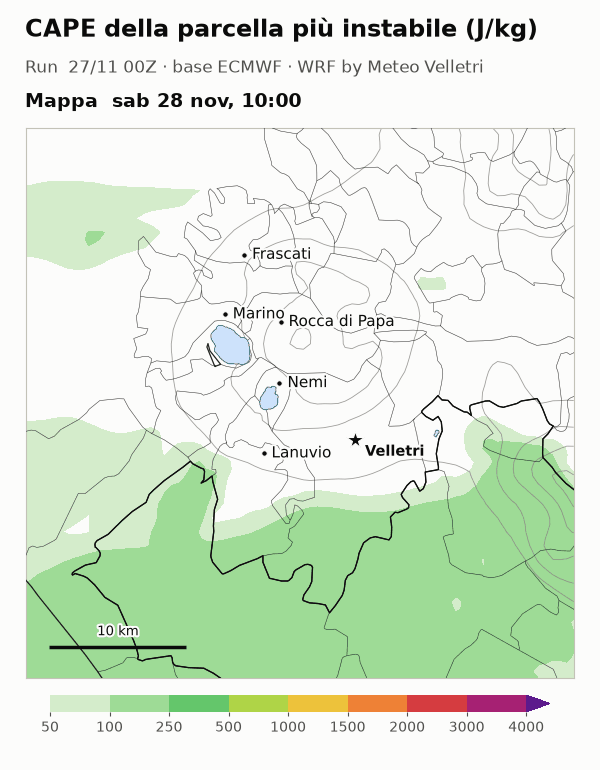 CAPE della parcella più instabile (J/kg)
Run 27/11 00Z · base ECMWF · WRF by Meteo Velletri
Mappa sab 28 nov, 10:00
Frascati
Marino
Rocca di Papa
Nemi
Velletri
Lanuvio
10 km
50 100 250 500 1000 1500 2000 3000 4000